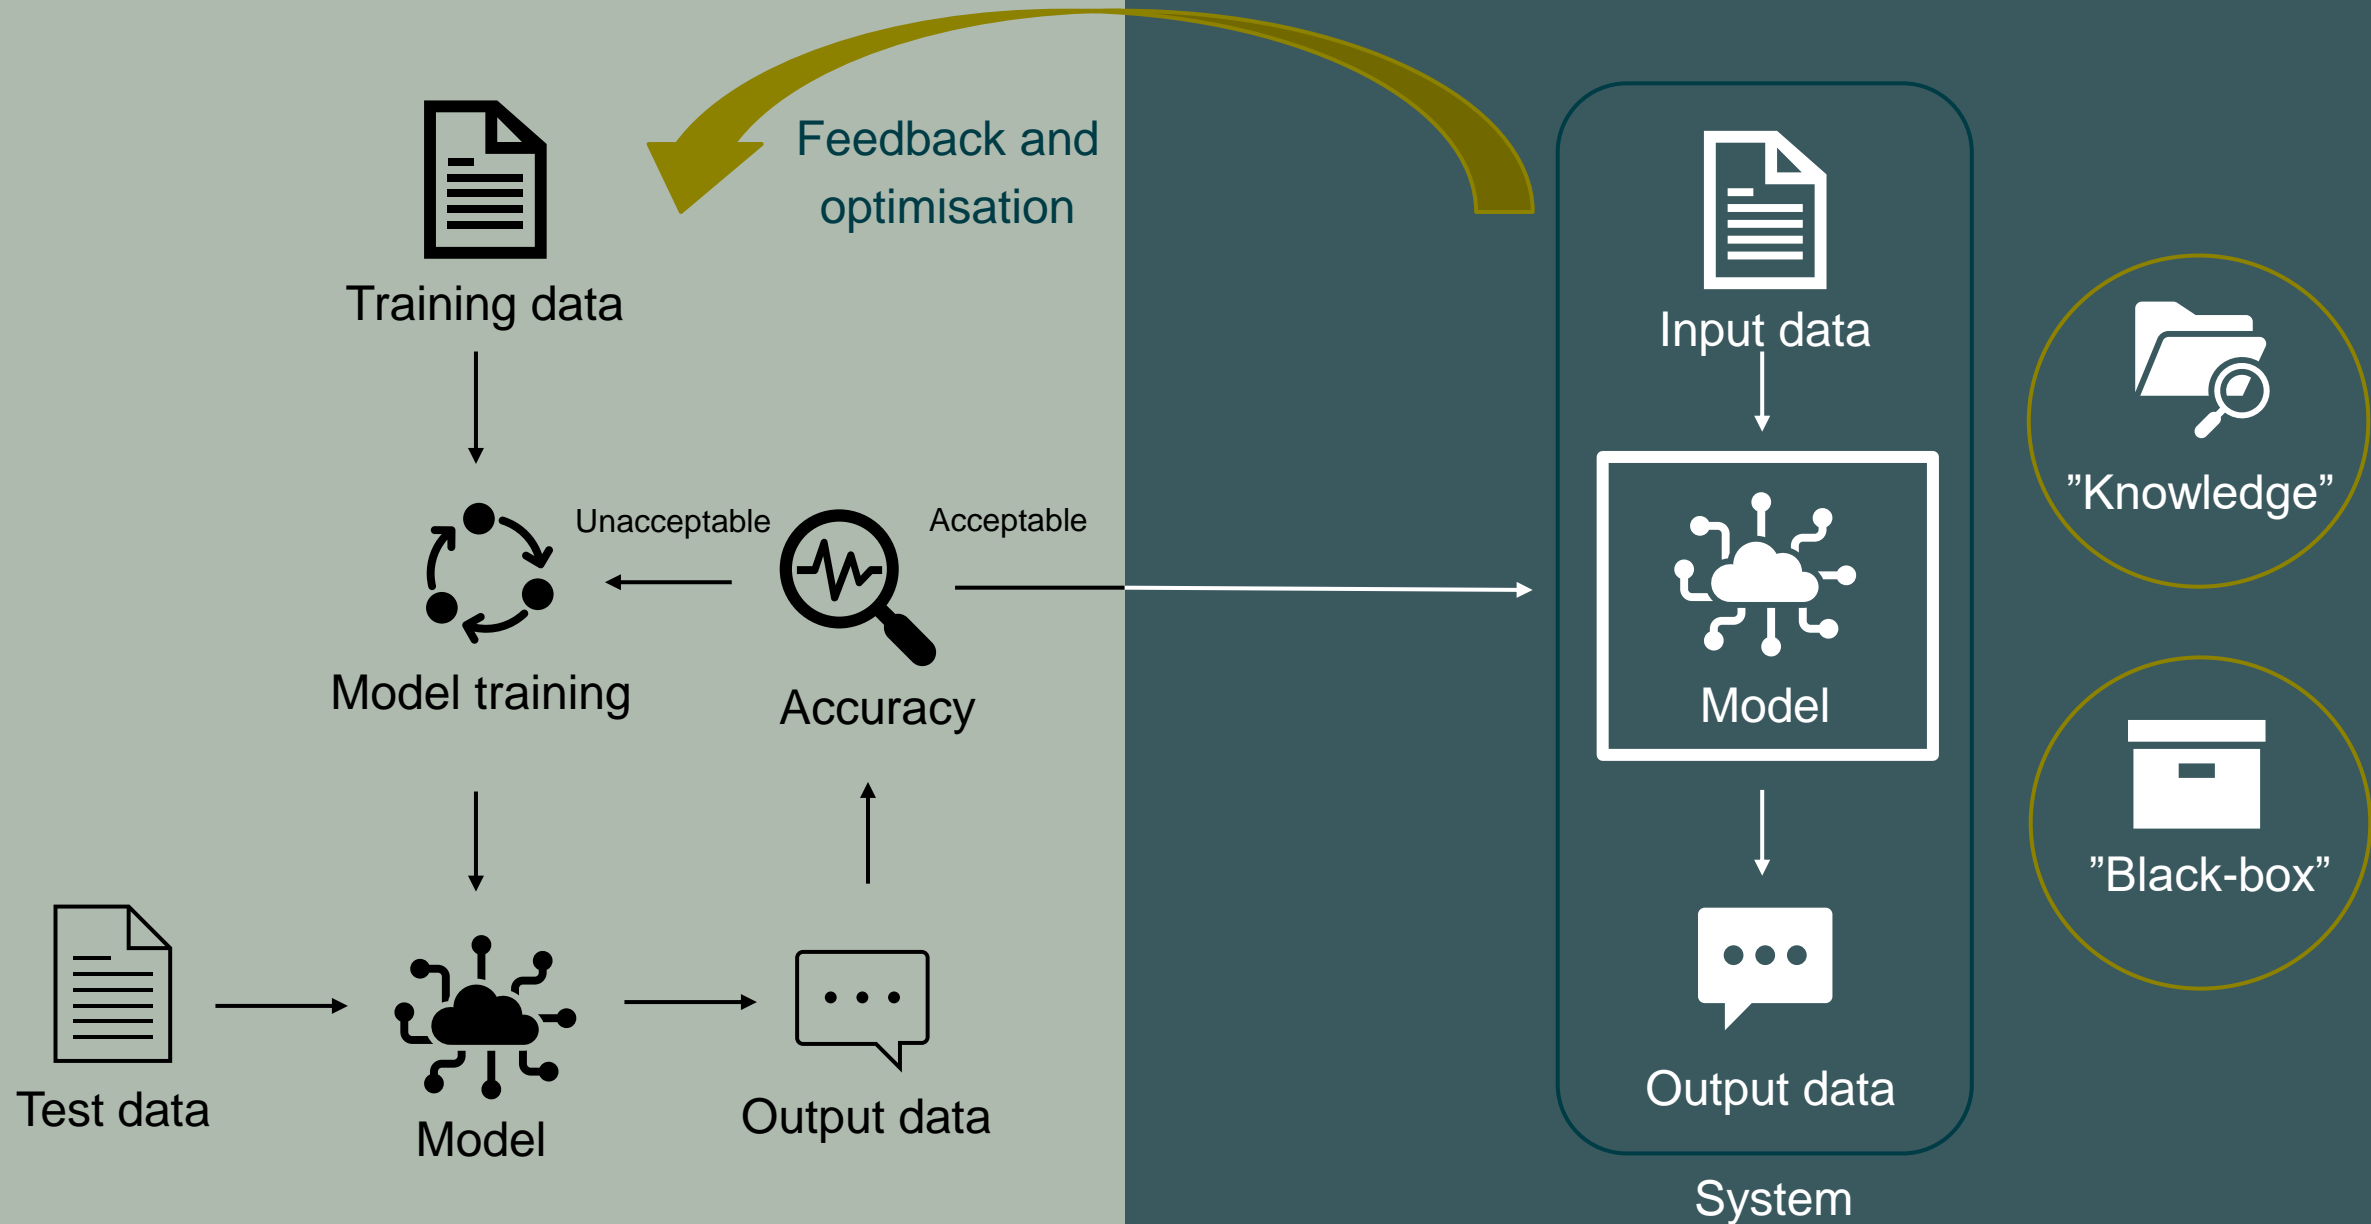 Feedback and
optimisation
Training data
Unacceptable
Acceptable
Model training
Accuracy
Test data
Model
Output data
Input data
Model
Output data
System
”Knowledge”
”Black-box”